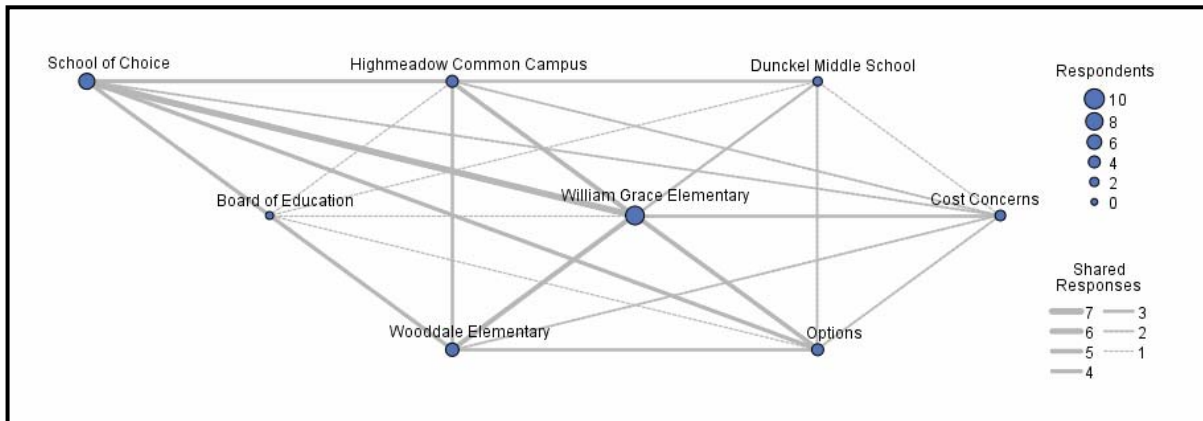 School of Choice
Highmeadow Common Campus
Dunckel Middle School
Board of Education
William Grace Elementary
Cost Concerns
Wooddale Elementary
Options
Respondents
10
8
6
4
2
0
Shared
Responses
7 3
6 2
5 1
4